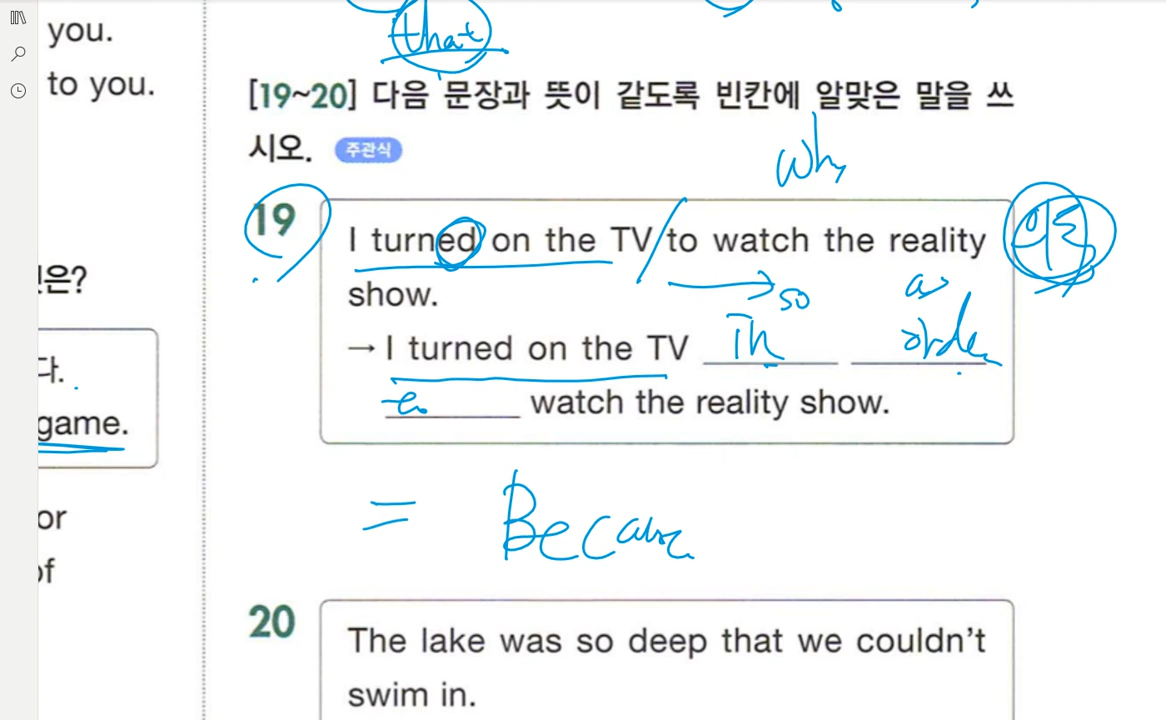 you.
to you.
that
[19~20] 다음 문장과 뜻이 같도록 빈칸에 알맞은 말을 쓰
시오. 주관식
why
19
I turned on the TV to watch the reality
show.
so as
→ I turned on the TV In order
to watch the reality show.
은?
다.
game.
or
of
= Because
20
The lake was so deep that we couldn't
swim in.